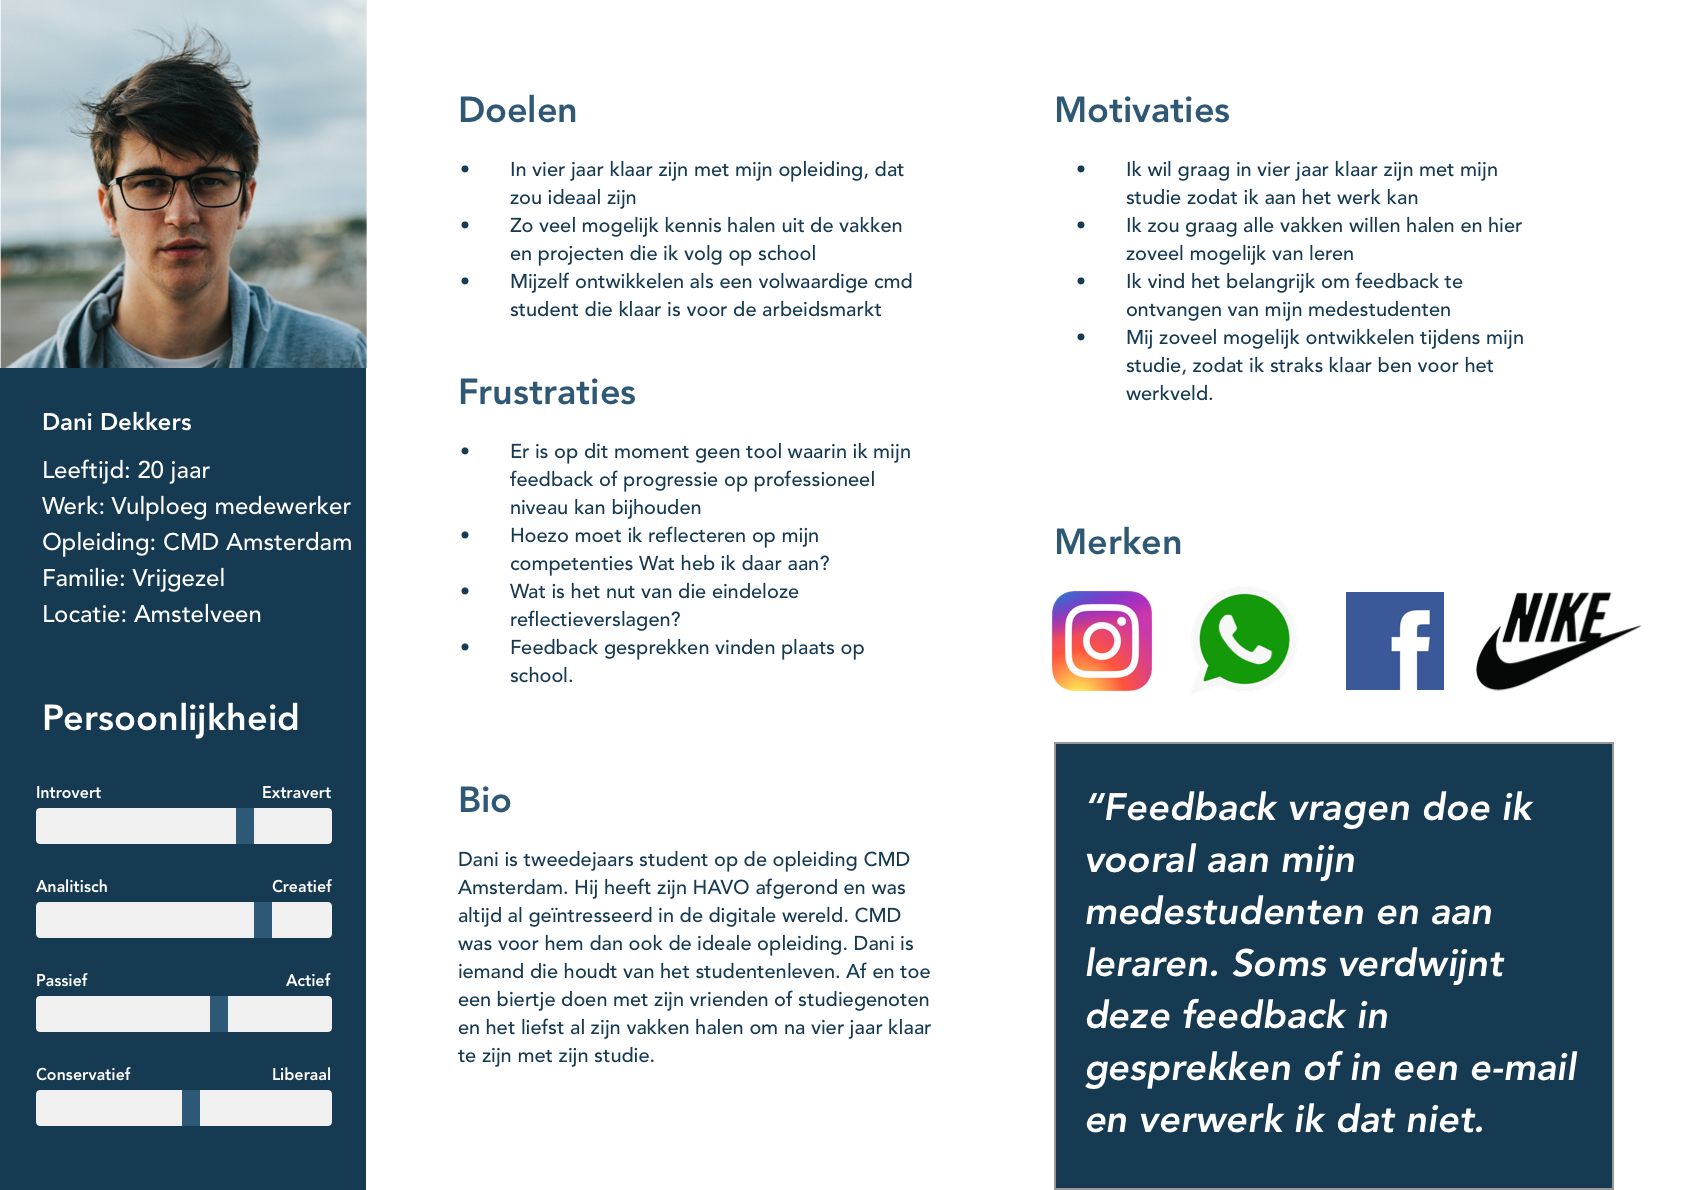 Dani Dekkers
Leeftijd: 20 jaar
Werk: Vulploeg medewerker
Opleiding: CMD Amsterdam
Familie: Vrijgezel
Locatie: Amstelveen
Persoonlijkheid
Introvert Extravert
Analitisch Creatief
Passief Actief
Conservatief Liberaal
Doelen
• In vier jaar klaar zijn met mijn opleiding, dat
zou ideaal zijn
• Zo veel mogelijk kennis halen uit de vakken
en projecten die ik volg op school
• Mijzelf ontwikkelen als een volwaardige cmd
student die klaar is voor de arbeidsmarkt
Frustraties
• Er is op dit moment geen tool waarin ik mijn
feedback of progressie op professioneel
niveau kan bijhouden
• Hoezo moet ik reflecteren op mijn
competenties Wat heb ik daar aan?
• Wat is het nut van die eindeloze
reflectieverslagen?
• Feedback gesprekken vinden plaats op
school.
Bio
Dani is tweedejaars student op de opleiding CMD
Amsterdam. Hij heeft zijn HAVO afgerond en was
altijd al geïntresseerd in de digitale wereld. CMD
was voor hem dan ook de ideale opleiding. Dani is
iemand die houdt van het studentenleven. Af en toe
een biertje doen met zijn vrienden of studiegenoten
en het liefst al zijn vakken halen om na vier jaar klaar
te zijn met zijn studie.
Motivaties
• Ik wil graag in vier jaar klaar zijn met mijn
studie zodat ik aan het werk kan
• Ik zou graag alle vakken willen halen en hier
zoveel mogelijk van leren
• Ik vind het belangrijk om feedback te
ontvangen van mijn medestudenten
• Mij zoveel mogelijk ontwikkelen tijdens mijn
studie, zodat ik straks klaar ben voor het
werkveld.
Merken
f NIKE
“Feedback vragen doe ik
vooral aan mijn
medestudenten en aan
leraren. Soms verdwijnt
deze feedback in
gesprekken of in een e-mail
en verwerk ik dat niet.